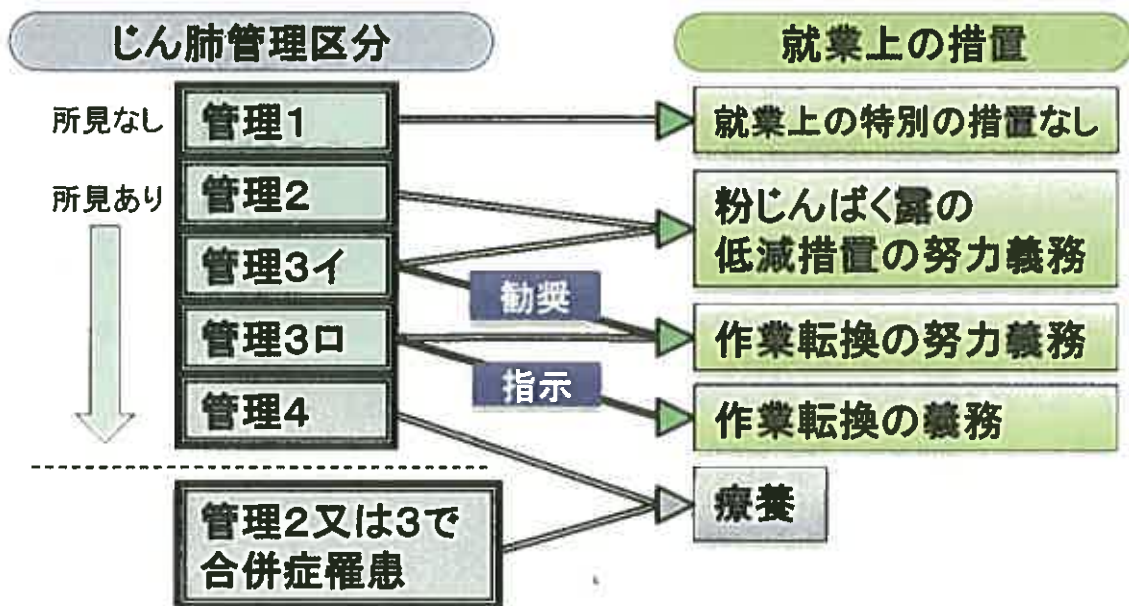 じん肺管理区分
就業上の措置
所見なし
管理1
就業上の特別の措置なし
所見あり
管理2
粉じんばく露の
低減措置の努力義務
管理3イ
勧奨
管理3ロ
作業転換の努力義務
指示
管理4
作業転換の義務
療養
管理2又は3で
合併症罹患